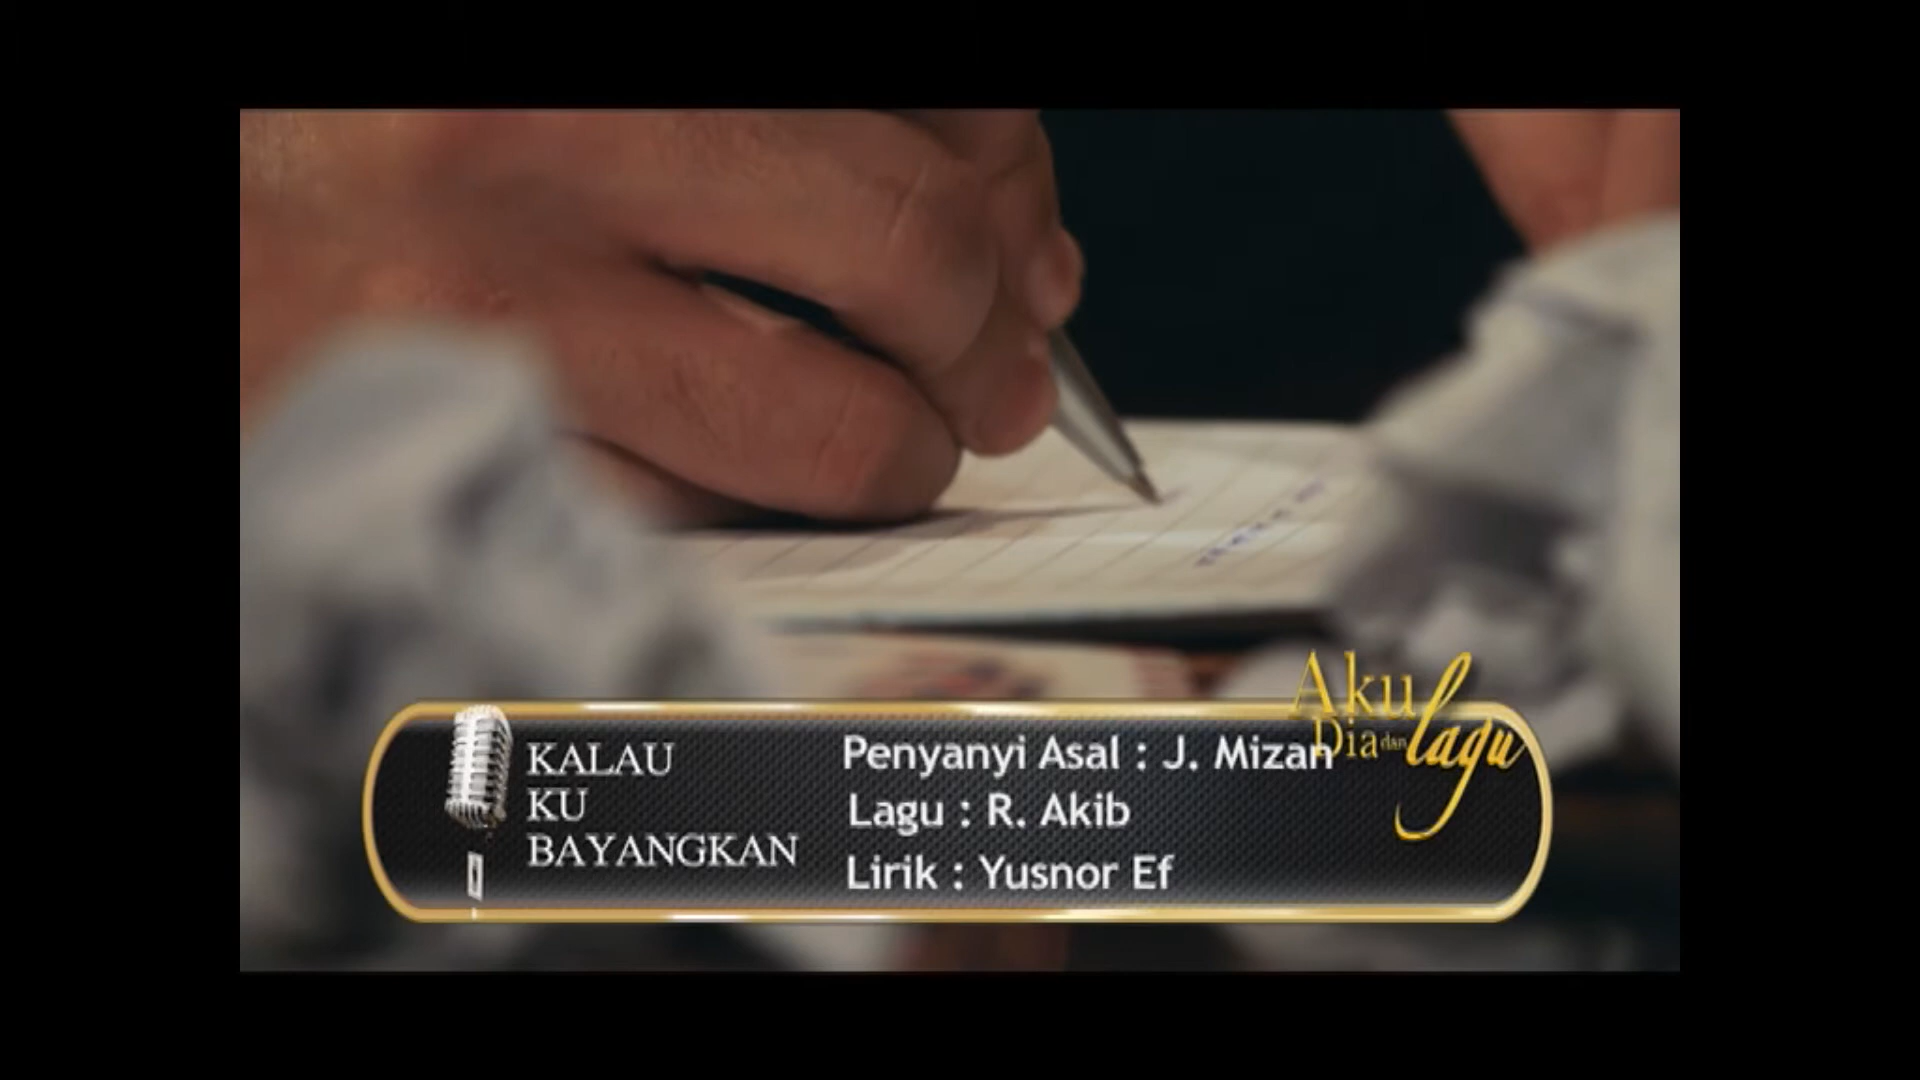 KALAU
KU
BAYANGKAN
Penyanyi Asal : J. Mizan
Lagu : R. Akib
Lirik : Yusnor Ef
Aku
Dia dan lagu